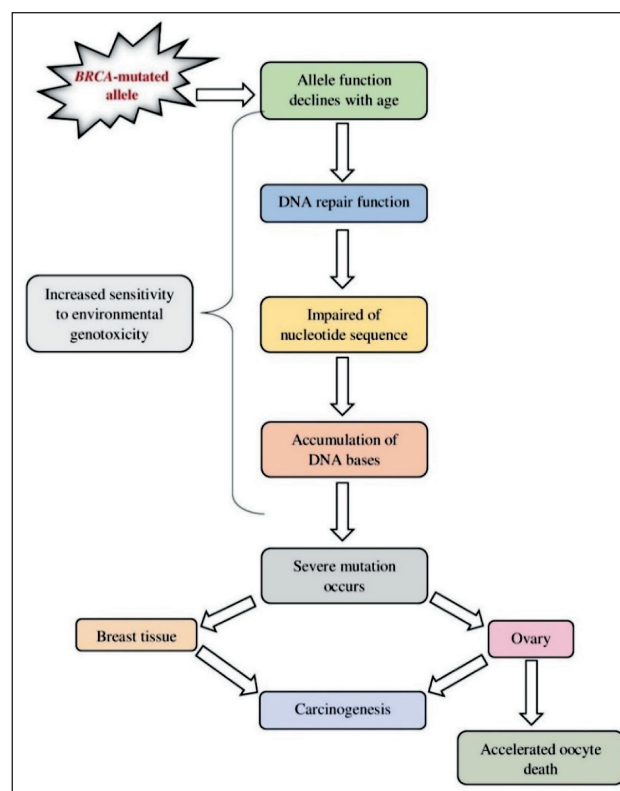 BRCA-mutated
allele
Allele function
declines with age
DNA repair function
Increased sensitivity
to environmental
genotoxicity
Impaired of
nucleotide sequence
Accumulation of
DNA bases
Severe mutation
occurs
Breast tissue
Ovary
Carcinogenesis
Accelerated oocyte
death